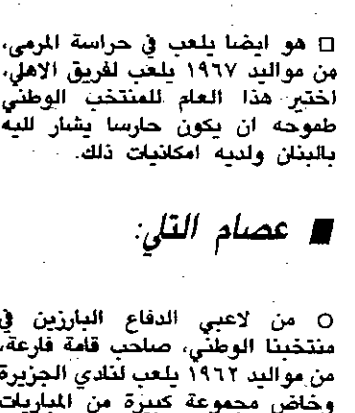 □ هو ايضا يلعب في حراسة المرمى،
من مواليد ١٩٦٧ يلعب لفريق الاهلي،
اختير هذا العام للمنتخب الوطني
طموحه ان يكون حارسا يشار لليه
بالبنان ولديه امكانيات ذلك.
■ عصام التلي:
○ من لاعبي الدفاع البارزين في
منتخبنا الوطني، صاحب قامة فارعة،
من مواليد ١٩٦٢ يلعب لنادي الجزيرة
وخاض مجموعة كبيرة من المباريات